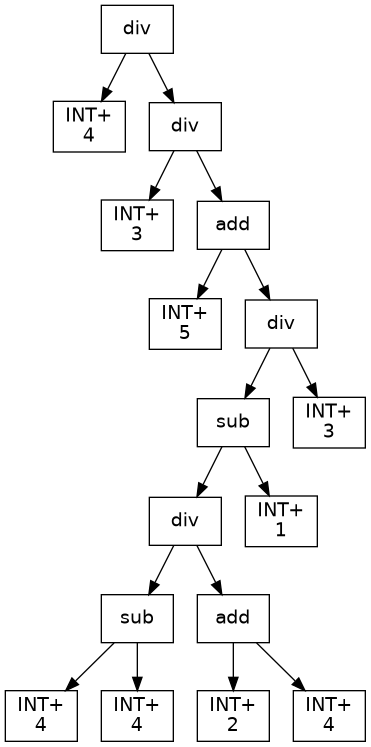 div
INT+
4
div
INT+
3
add
INT+
5
div
sub
INT+
3
div
INT+
1
sub
add
INT+
4
INT+
4
INT+
2
INT+
4